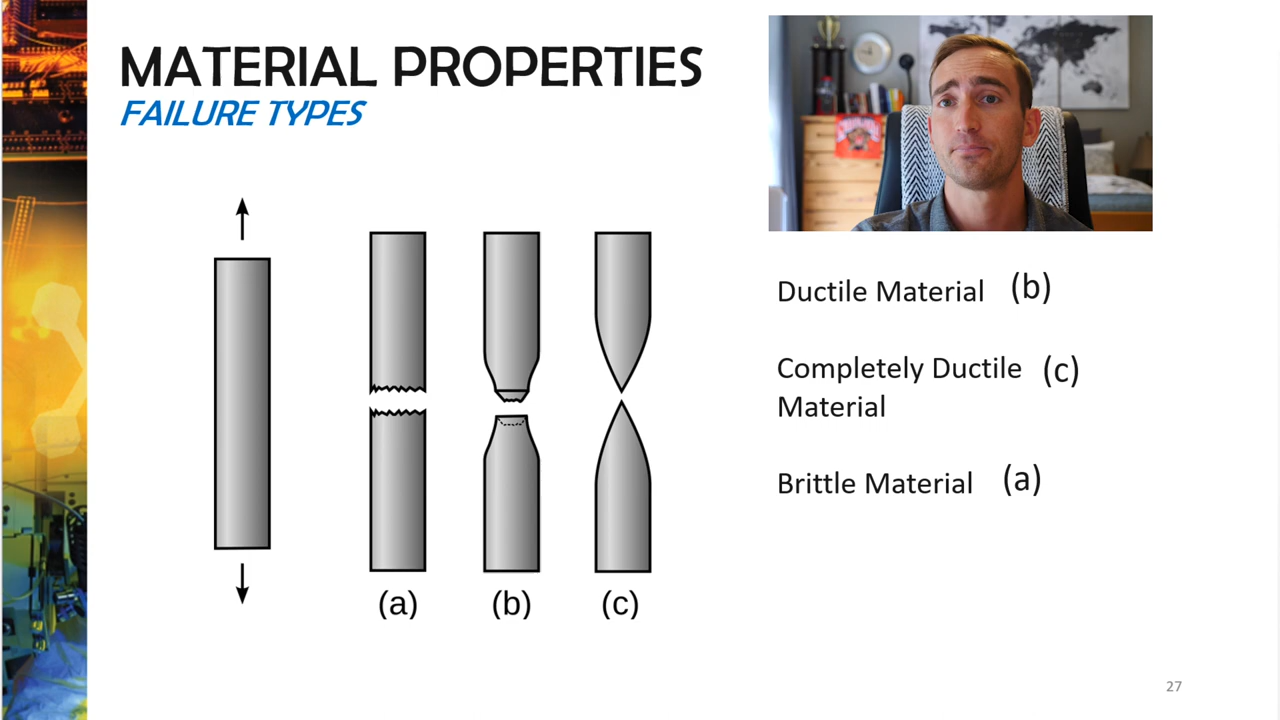 MATERIAL PROPERTIES
FAILURE TYPES
Ductile Material (b)
Completely Ductile (c)
Material
Brittle Material (a)
(a) (b) (c)
27